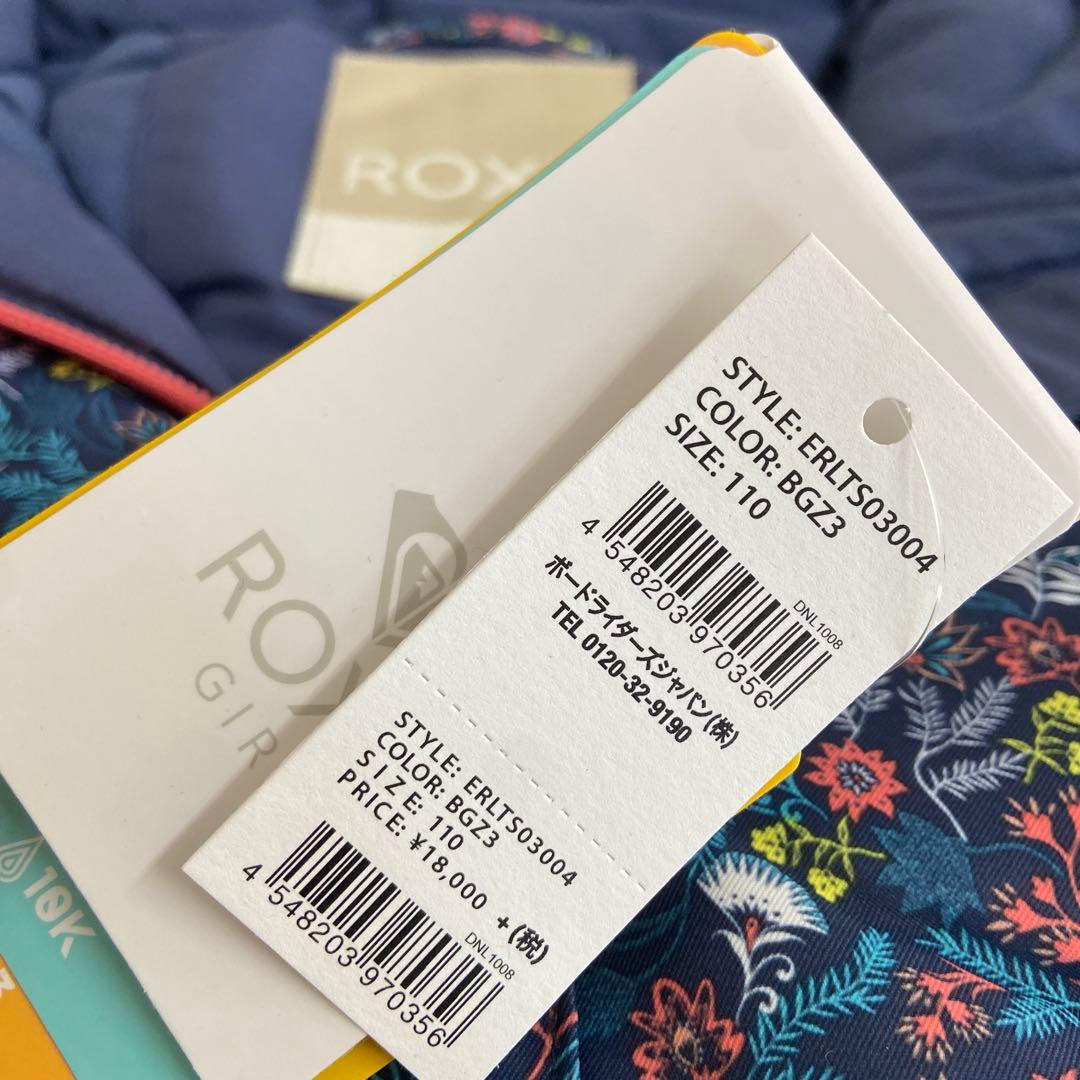 ROX
ROX
GIR
STYLE: ERLTS03004
COLOR: BGZ3
SIZE: 110
DNL1008
4 548203 970356
ボードライダーズジャパン(株)
TEL 0120-32-9190
STYLE: ERLTS03004
COLOR: BGZ3
SIZE: 110
PRICE: ¥18,000 +(税)
DNL1008
4 548203 970356
10K